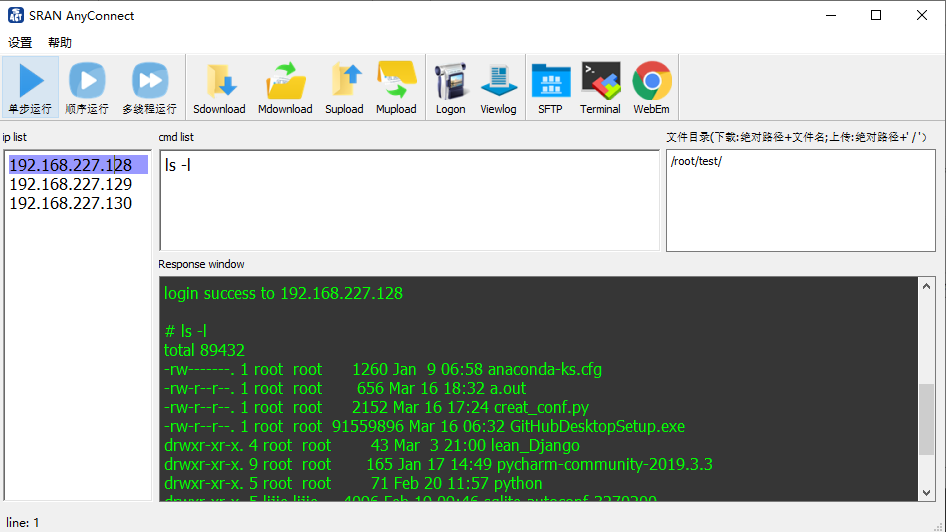 SRAN AnyConnect
设置 帮助
单步运行 顺序运行 多线程运行 Sdownload Mdownload Supload Mupload Logon Viewlog SFTP Terminal WebEm
ip list
cmd list
文件目录(下载:绝对路径+文件名;上传:绝对路径+'/')
192.168.227.128
192.168.227.129
192.168.227.130
ls -l
/root/test/
Response window
login success to 192.168.227.128
# ls -l
total 89432
-rw-------. 1 root root 1260 Jan 9 06:58 anaconda-ks.cfg
-rw-r--r--. 1 root root 656 Mar 16 18:32 a.out
-rw-r--r--. 1 root root 2152 Mar 16 17:24 creat_conf.py
-rw-r--r--. 1 root root 91559896 Mar 16 06:32 GitHubDesktopSetup.exe
drwxr-xr-x. 4 root root 43 Mar 3 21:00 lean_Django
drwxr-xr-x. 9 root root 165 Jan 17 14:49 pycharm-community-2019.3.3
drwxr-xr-x. 5 root root 71 Feb 20 11:57 python
line: 1